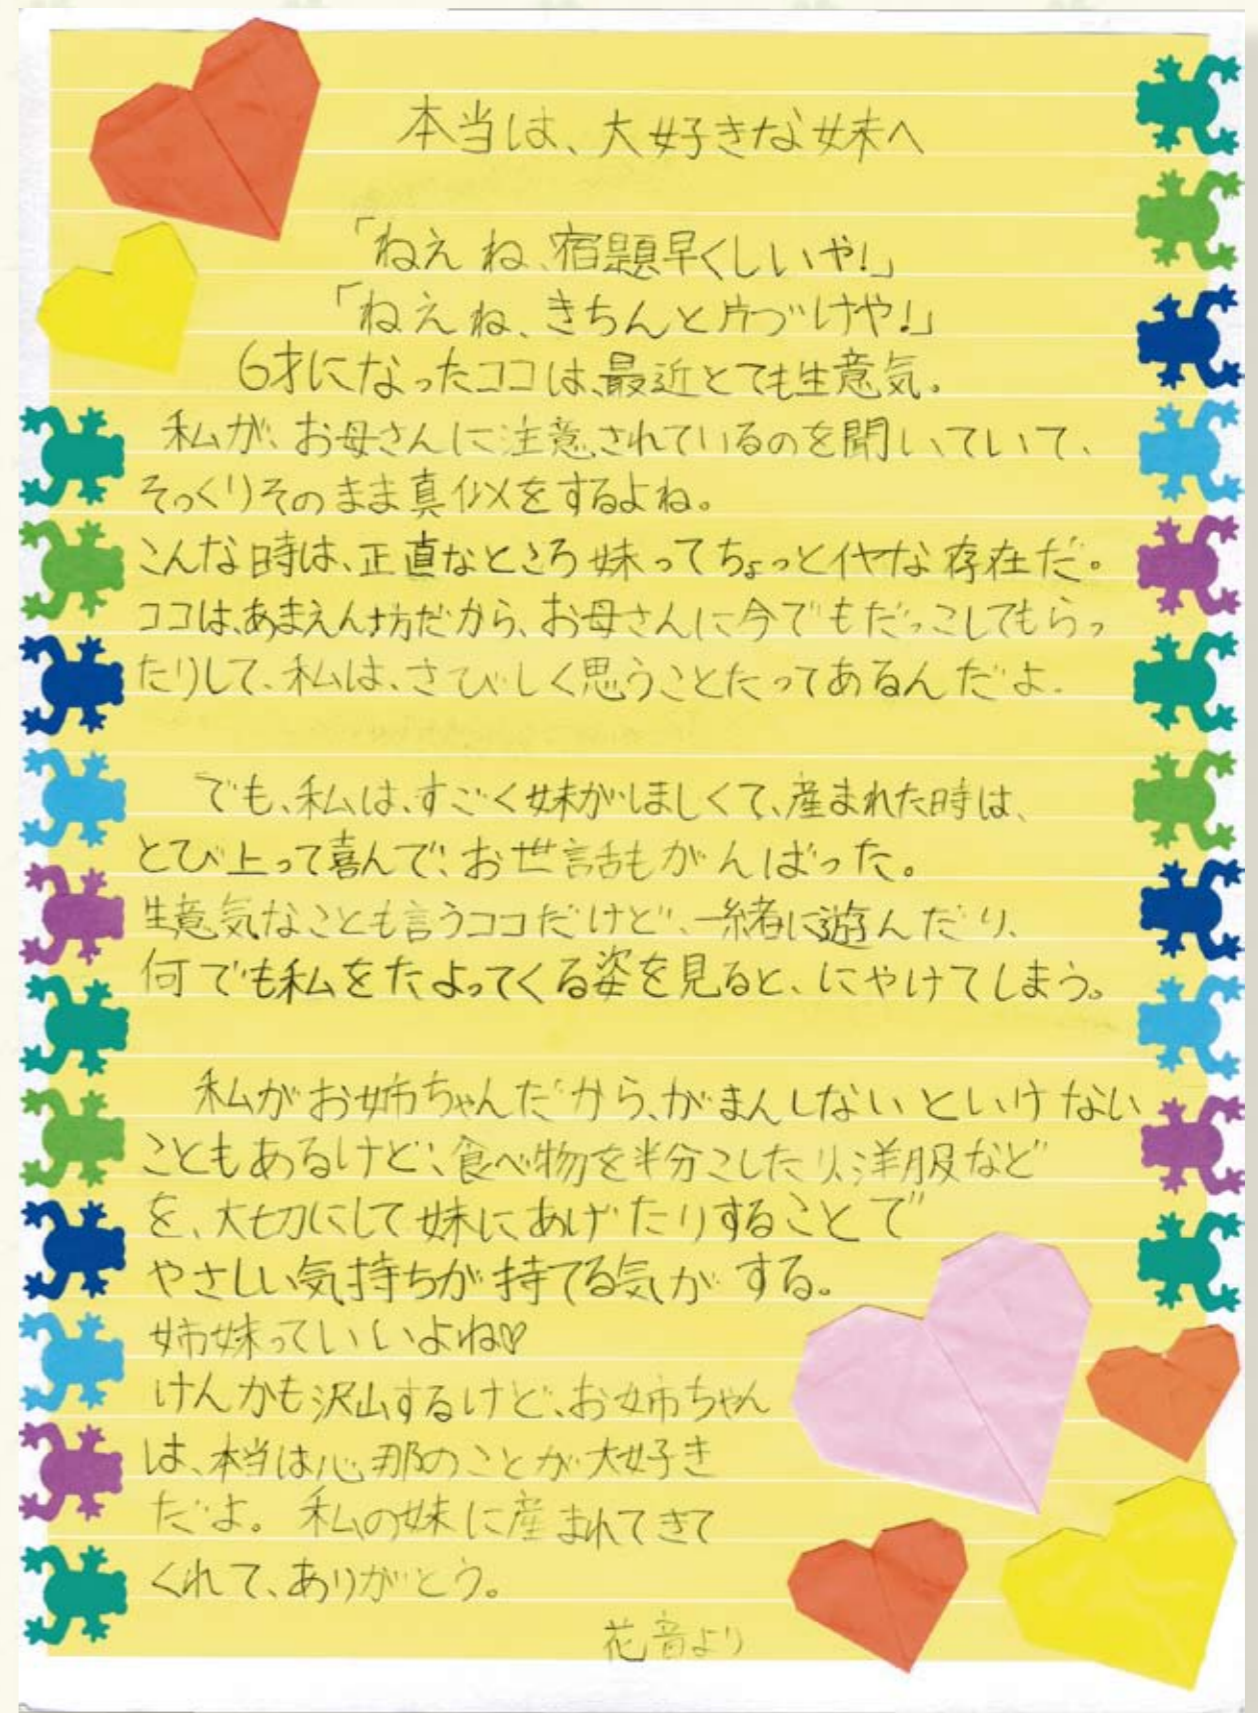 本当は、大好きな妹へ
「ねえね、宿題早くしいや!」
「ねえね、きちんと片づけや!」
6才になったココは、最近とても生意気。
私が、お母さんに注意されているのを聞いていて、
そっくりそのまま真似をするよね。
こんな時は、正直なところ妹ってちょっとイヤな存在だ。
ココは、あまえん坊だから、お母さんに今でもだっこしてもらっ
たりして、私は、さびしく思うことたってあるんだよ.
でも、私は、すごく妹がほしくて、産まれた時は、
とび上って喜んで、お世話もがんばった。
生意気なことも言うココだけど、一緒に遊んだり、
何でも私をたよってくる姿を見ると、にやけてしまう。
私がお姉ちゃんだから、がまんしないといけない
こともあるけど、食べ物を半分こしたり、洋服など
を、大切にして妹にあげたりすることで
やさしい気持ちが持てる気がする。
姉妹っていいよね♡
けんかも沢山するけど、お姉ちゃん
は、本当は心那のことが大好き
だよ。私の妹に産まれてきて
くれて、ありがとう。
花音より